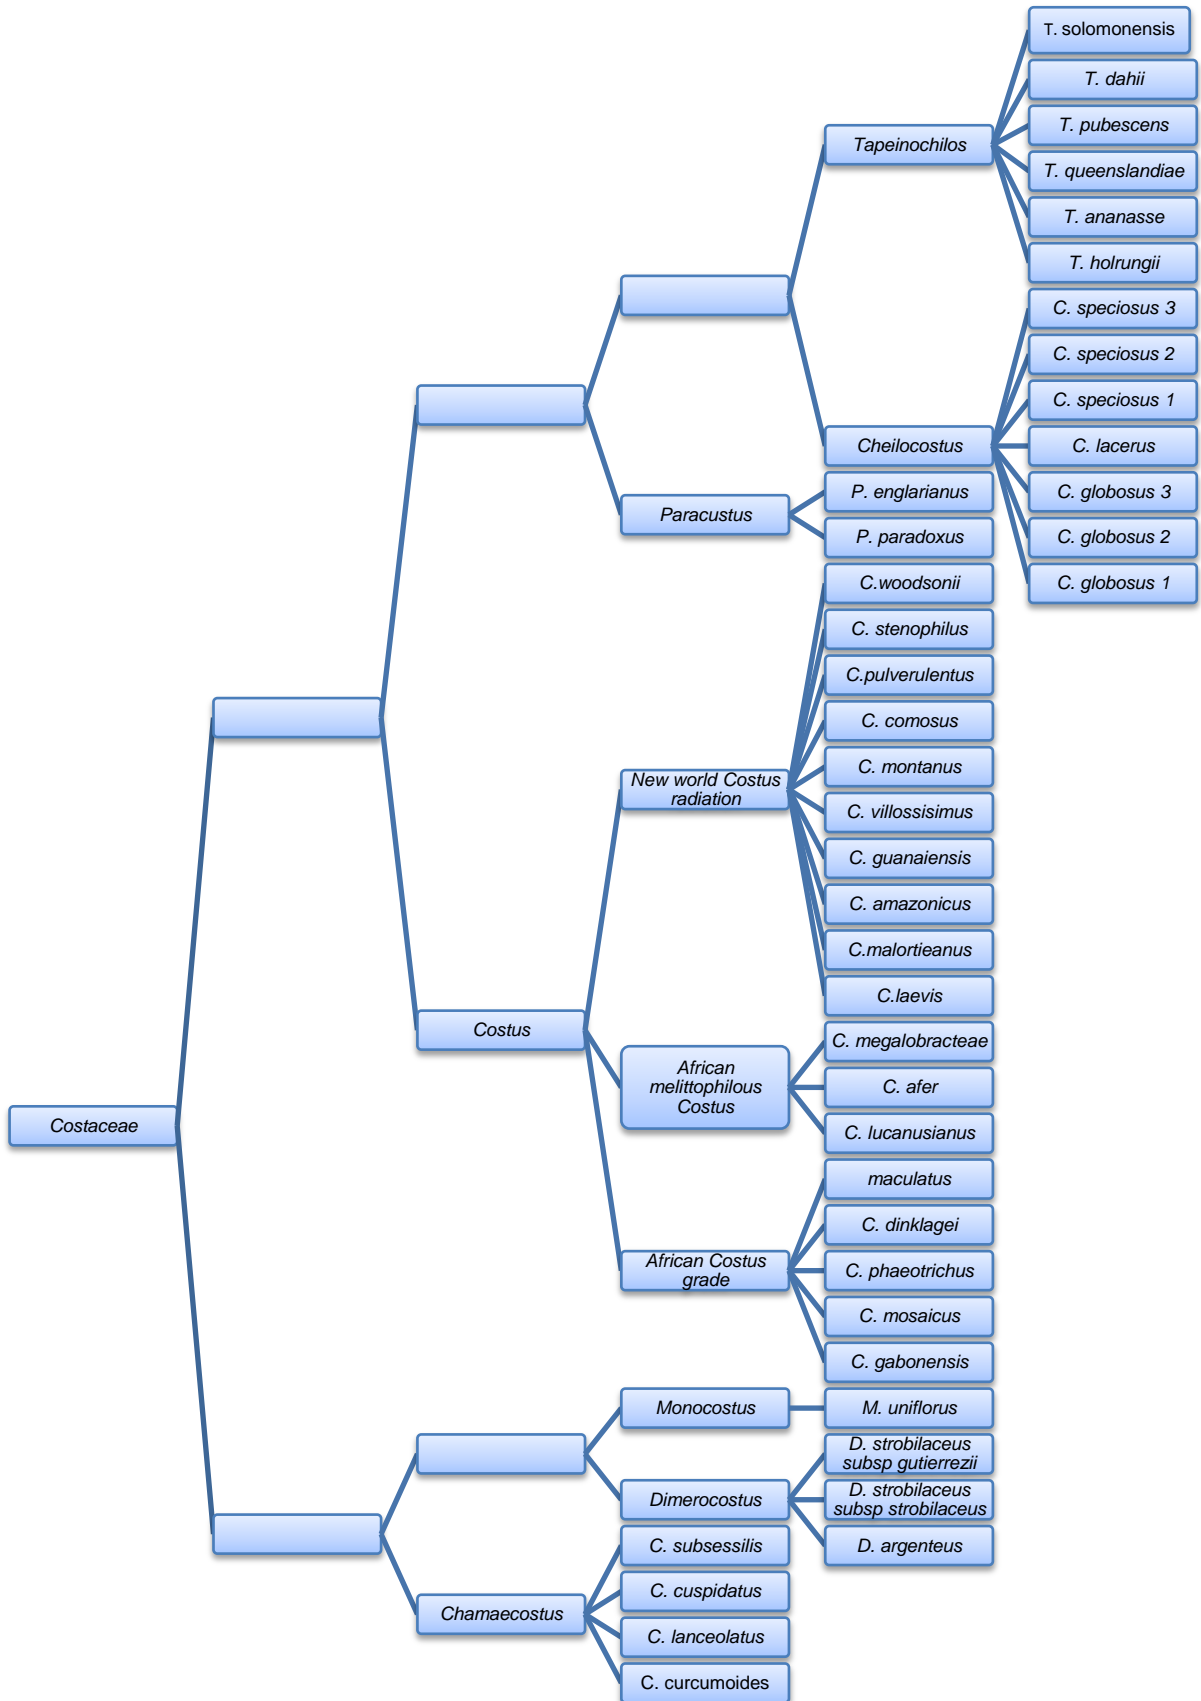 T. solomonensis
T. dahii
T. pubescens
Tapeinochilos
T. queenslandiae
T. ananasse
T. holrungii
C. speciosus 3
C. speciosus 2
C. speciosus 1
Cheilocostus
C. lacerus
P. englarianus
C. globosus 3
Paracustus
P. paradoxus
C. globosus 2
C.woodsonii
C. globosus 1
C. stenophilus
C.pulverulentus
C. comosus
New world Costus
radiation
C. montanus
C. villossisimus
C. guanaiensis
C. amazonicus
C.malortieanus
C.laevis
Costus
C. megalobracteae
African
melittophilous
Costus
C. afer
Costaceae
C. lucanusianus
maculatus
C. dinklagei
African Costus
grade
C. phaeotrichus
C. mosaicus
C. gabonensis
Monocostus
M. uniflorus
D. strobilaceus
subsp gutierrezii
Dimerocostus
D. strobilaceus
subsp strobilaceus
C. subsessilis
D. argenteus
C. cuspidatus
Chamaecostus
C. lanceolatus
C. curcumoides